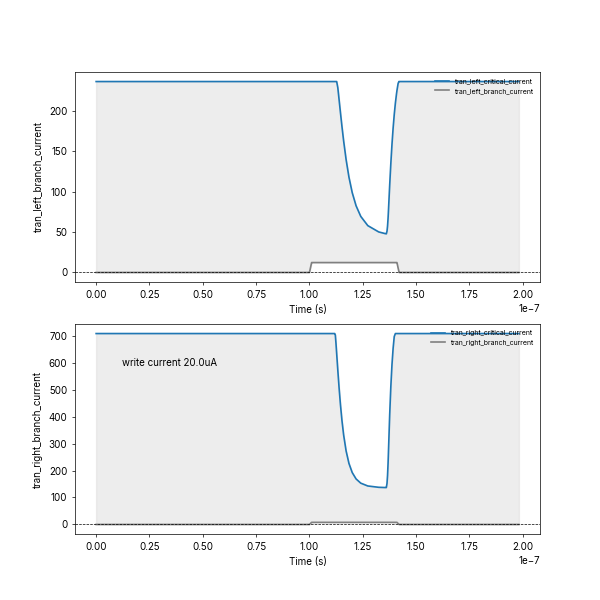 tran_left_critical_current
tran_left_branch_current
tran_left_branch_current
200
150
100
50
0
0.00 0.25 0.50 0.75 1.00 1.25 1.50 1.75 2.00
Time (s)
1e−7
tran_right_critical_current
tran_right_branch_current
write current 20.0uA
tran_right_branch_current
700
600
500
400
300
200
100
0
0.00 0.25 0.50 0.75 1.00 1.25 1.50 1.75 2.00
Time (s)
1e−7